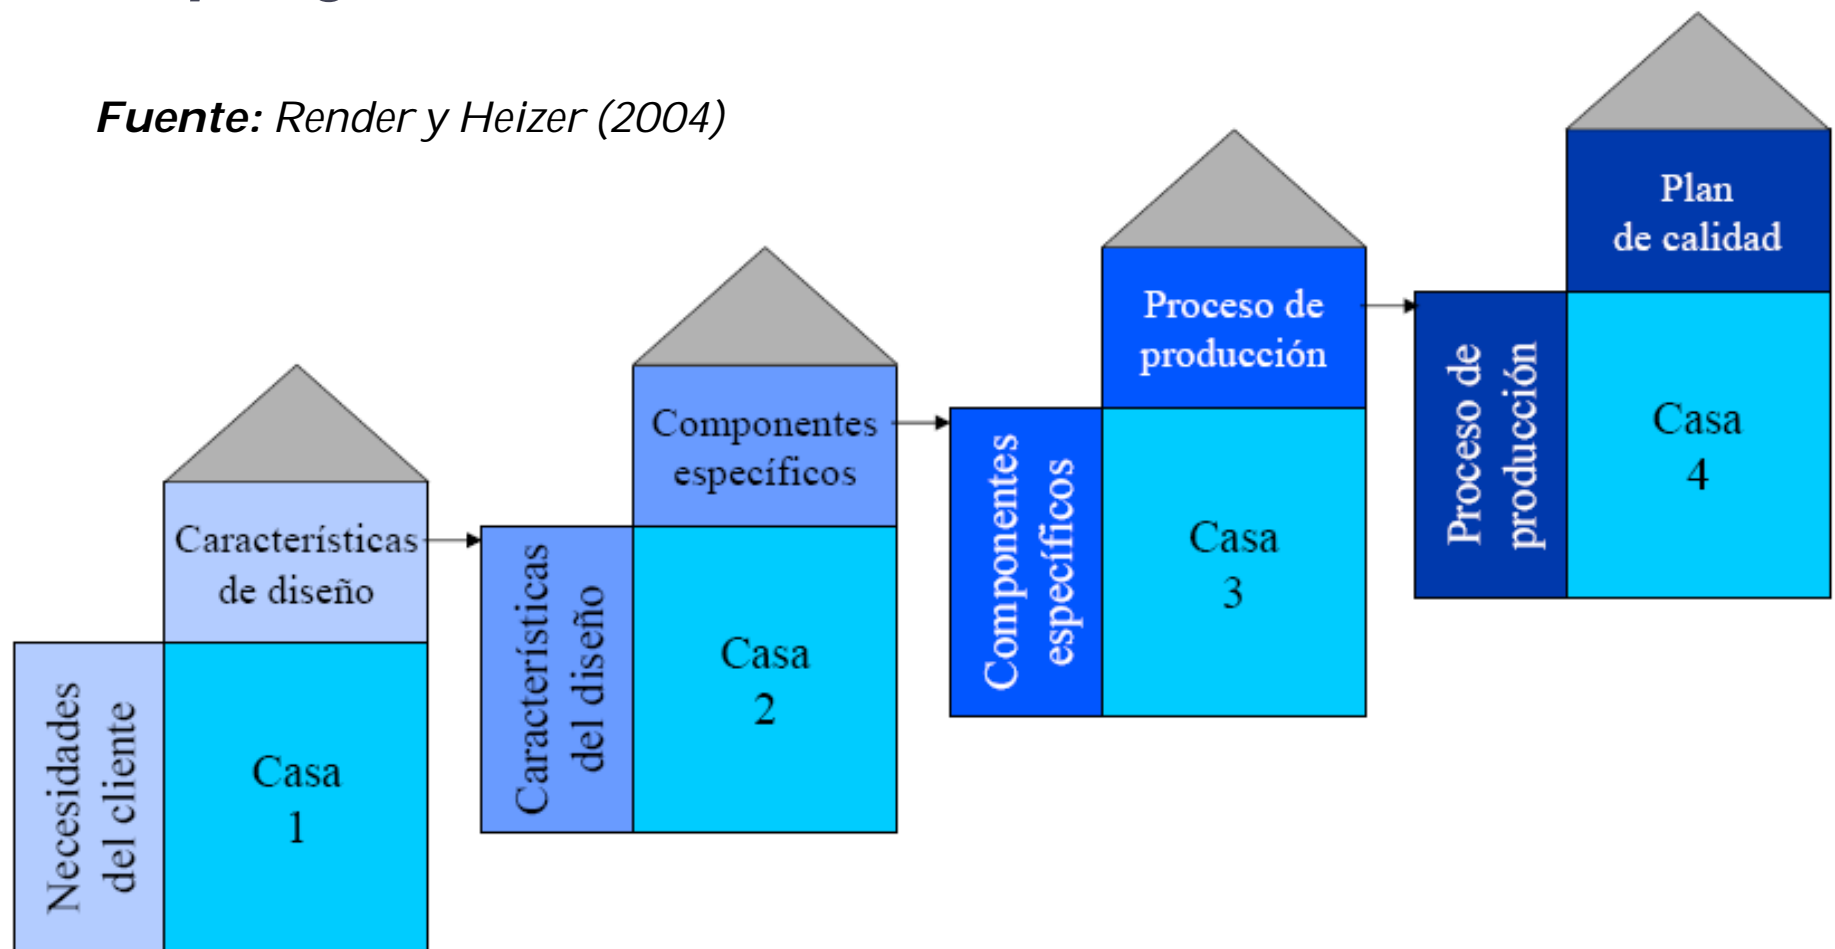 Fuente: Render y Heizer (2004)
Necesidades
del cliente
Características
de diseño
Casa
1
Características
del diseño
Componentes
específicos
Casa
2
Componentes
específicos
Proceso de
producción
Casa
3
Proceso de
producción
Plan
de calidad
Casa
4